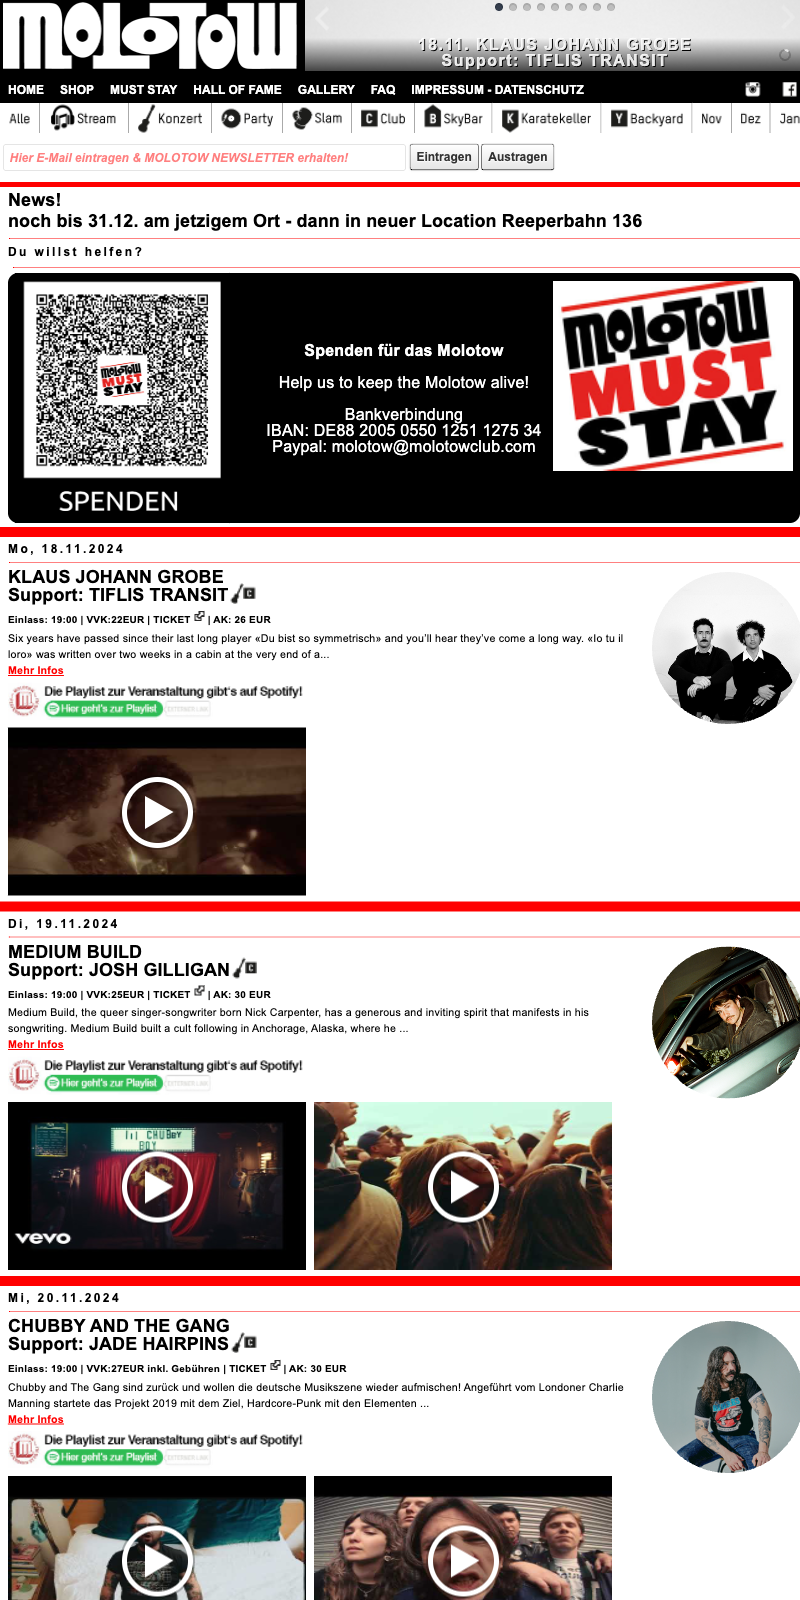 MOLOTOW
18.11. KLAUS JOHANN GROBE
Support: TIFLIS TRANSIT
HOME SHOP MUST STAY HALL OF FAME GALLERY FAQ IMPRESSUM - DATENSCHUTZ
Alle Stream Konzert Party Slam C Club B SkyBar K Karatekeller Y Backyard Nov Dez Jan
Hier E-Mail eintragen & MOLOTOW NEWSLETTER erhalten! Eintragen Austragen
News!
noch bis 31.12. am jetzigem Ort - dann in neuer Location Reeperbahn 136
Du willst helfen?
MOLOTOW
MUST
STAY
SPENDEN
Spenden für das Molotow
Help us to keep the Molotow alive!
Bankverbindung
IBAN: DE88 2005 0550 1251 1275 34
Paypal: molotow@molotowclub.com
MOLOTOW
MUST
STAY
Mo, 18.11.2024
KLAUS JOHANN GROBE
Support: TIFLIS TRANSIT C
Einlass: 19:00 | VVK:22EUR | TICKET | AK: 26 EUR
Six years have passed since their last long player «Du bist so symmetrisch» and you'll hear they've come a long way. «Io tu il
loro» was written over two weeks in a cabin at the very end of a...
Mehr Infos
Die Playlist zur Veranstaltung gibt's auf Spotify!
Hier geht's zur Playlist EXTERNER LINK
Di, 19.11.2024
MEDIUM BUILD
Support: JOSH GILLIGAN C
Einlass: 19:00 | VVK:25EUR | TICKET | AK: 30 EUR
Medium Build, the queer singer-songwriter born Nick Carpenter, has a generous and inviting spirit that manifests in his
songwriting. Medium Build built a cult following in Anchorage, Alaska, where he ...
Mehr Infos
Die Playlist zur Veranstaltung gibt's auf Spotify!
Hier geht's zur Playlist EXTERNER LINK
lil CHUBBY
BOY
vevo
Mi, 20.11.2024
CHUBBY AND THE GANG
Support: JADE HAIRPINS C
Einlass: 19:00 | VVK:27EUR inkl. Gebühren | TICKET | AK: 30 EUR
Chubby and The Gang sind zurück und wollen die deutsche Musikszene wieder aufmischen! Angeführt vom Londoner Charlie
Manning startete das Projekt 2019 mit dem Ziel, Hardcore-Punk mit den Elementen ...
Mehr Infos
Die Playlist zur Veranstaltung gibt's auf Spotify!
Hier geht's zur Playlist EXTERNER LINK